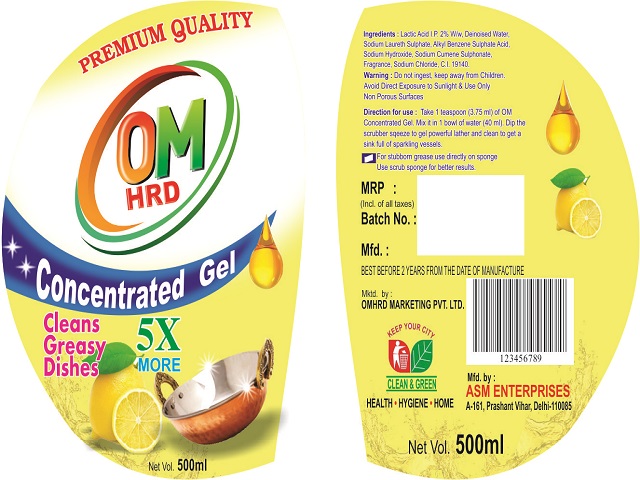 PREMIUM QUALITY
OM
HRD
Concentrated Gel
Cleans
Greasy
Dishes
5X
MORE
Net Vol. 500ml
Ingredients : Lactic Acid I.P. 2% W/w, Deinoised Water,
Sodium Laureth Sulphate, Alkyl Benzene Sulphate Acid,
Sodium Hydroxide, Sodium Cumene Sulphonate,
Fragrance, Sodium Chloride, C.I. 19140.
Warning : Do not ingest, keep away from Children.
Avoid Direct Exposure to Sunlight & Use Only
Non Porous Surfaces
Direction for use : Take 1 teaspoon (3.75 ml) of OM
Concentrated Gel. Mix it in 1 bowl of water (40 ml). Dip the
scrubber sqeeze to gel powerful lather and clean to get a
sink full of sparkling vessels.
For stubborn grease use directly on sponge
Use scrub sponge for better results.
MRP :
(Incl. of all taxes)
Batch No. :
Mfd. :
BEST BEFORE 2 YEARS FROM THE DATE OF MANUFACTURE
Mktd. by :
OMHRD MARKETING PVT. LTD.
KEEP YOUR CITY
CLEAN & GREEN
HEALTH • HYGIENE • HOME
123456789
Mfd. by :
ASM ENTERPRISES
A-161, Prashant Vihar, Delhi-110085
Net Vol. 500ml